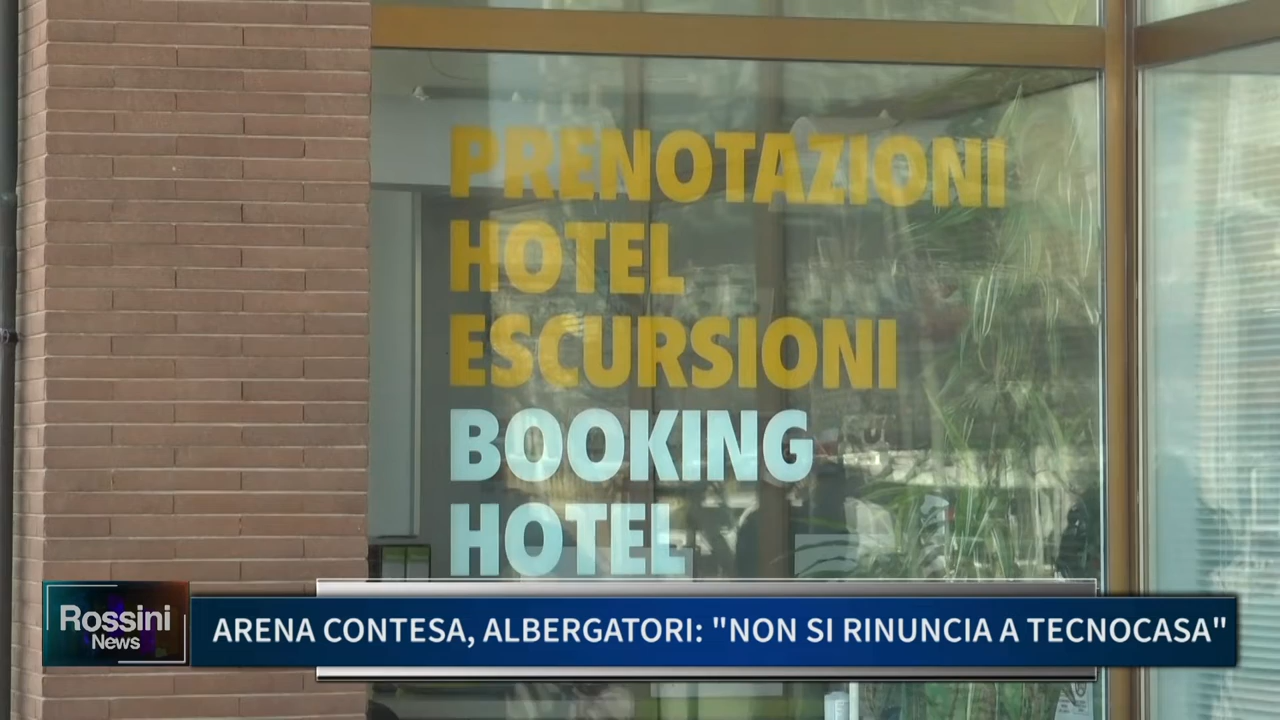 PRENOTAZIONI
HOTEL
ESCURSIONI
BOOKING
HOTEL
Rossini
News
ARENA CONTESA, ALBERGATORI: "NON SI RINUNCIA A TECNOCASA"